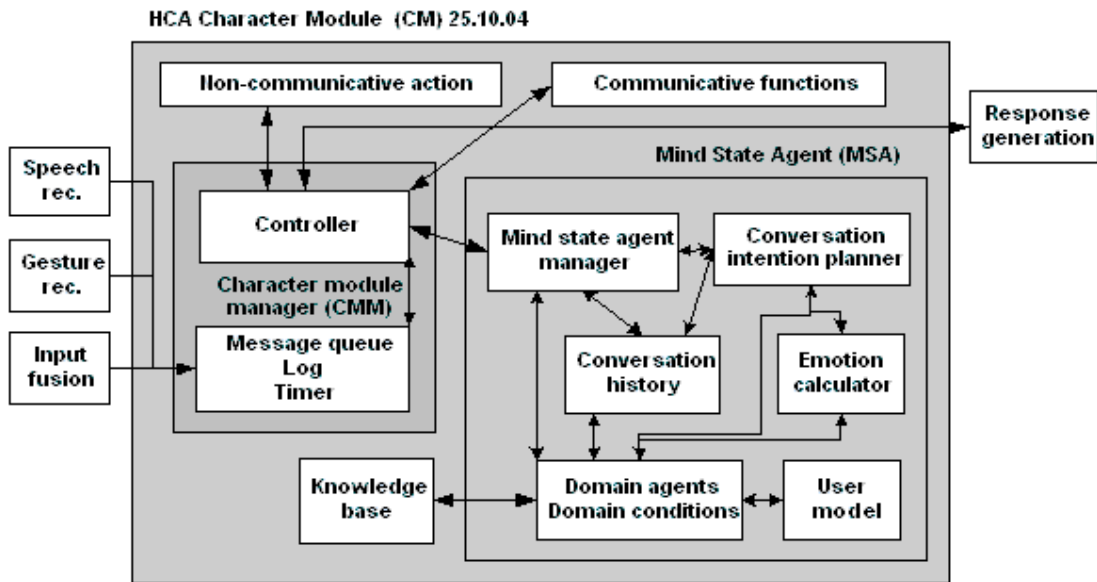 HCA Character Module (CM) 25.10.04
Non-communicative action
Communicative functions
Response
generation
Speech
rec.
Mind State Agent (MSA)
Controller
Mind state agent
manager
Conversation
intention planner
Gesture
rec.
Character module
manager (CMM)
Input
fusion
Message queue
Log
Timer
Conversation
history
Emotion
calculator
Knowledge
base
Domain agents
Domain conditions
User
model